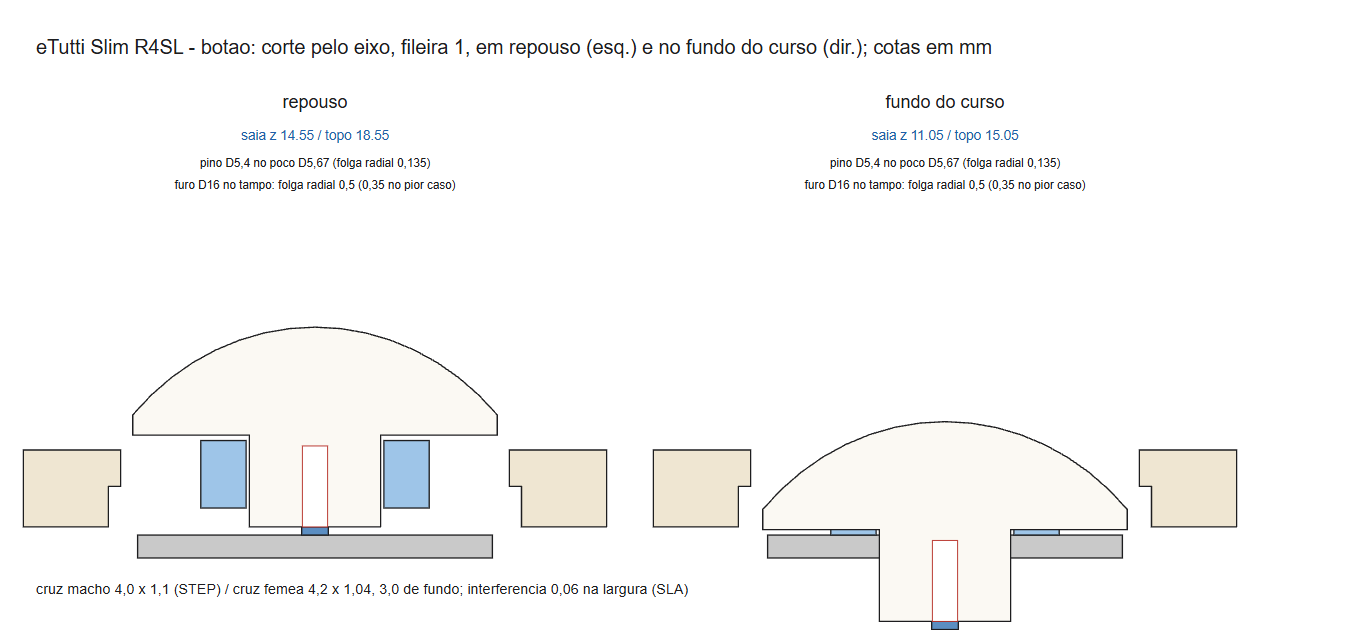 eTutti Slim R4SL - botao: corte pelo eixo, fileira 1, em repouso (esq.) e no fundo do curso (dir.); cotas em mm
repouso
saia z 14.55 / topo 18.55
pino D5,4 no poco D5,67 (folga radial 0,135)
furo D16 no tampo: folga radial 0,5 (0,35 no pior caso)
fundo do curso
saia z 11.05 / topo 15.05
pino D5,4 no poco D5,67 (folga radial 0,135)
furo D16 no tampo: folga radial 0,5 (0,35 no pior caso)
cruz macho 4,0 x 1,1 (STEP) / cruz femea 4,2 x 1,04, 3,0 de fundo; interferencia 0,06 na largura (SLA)